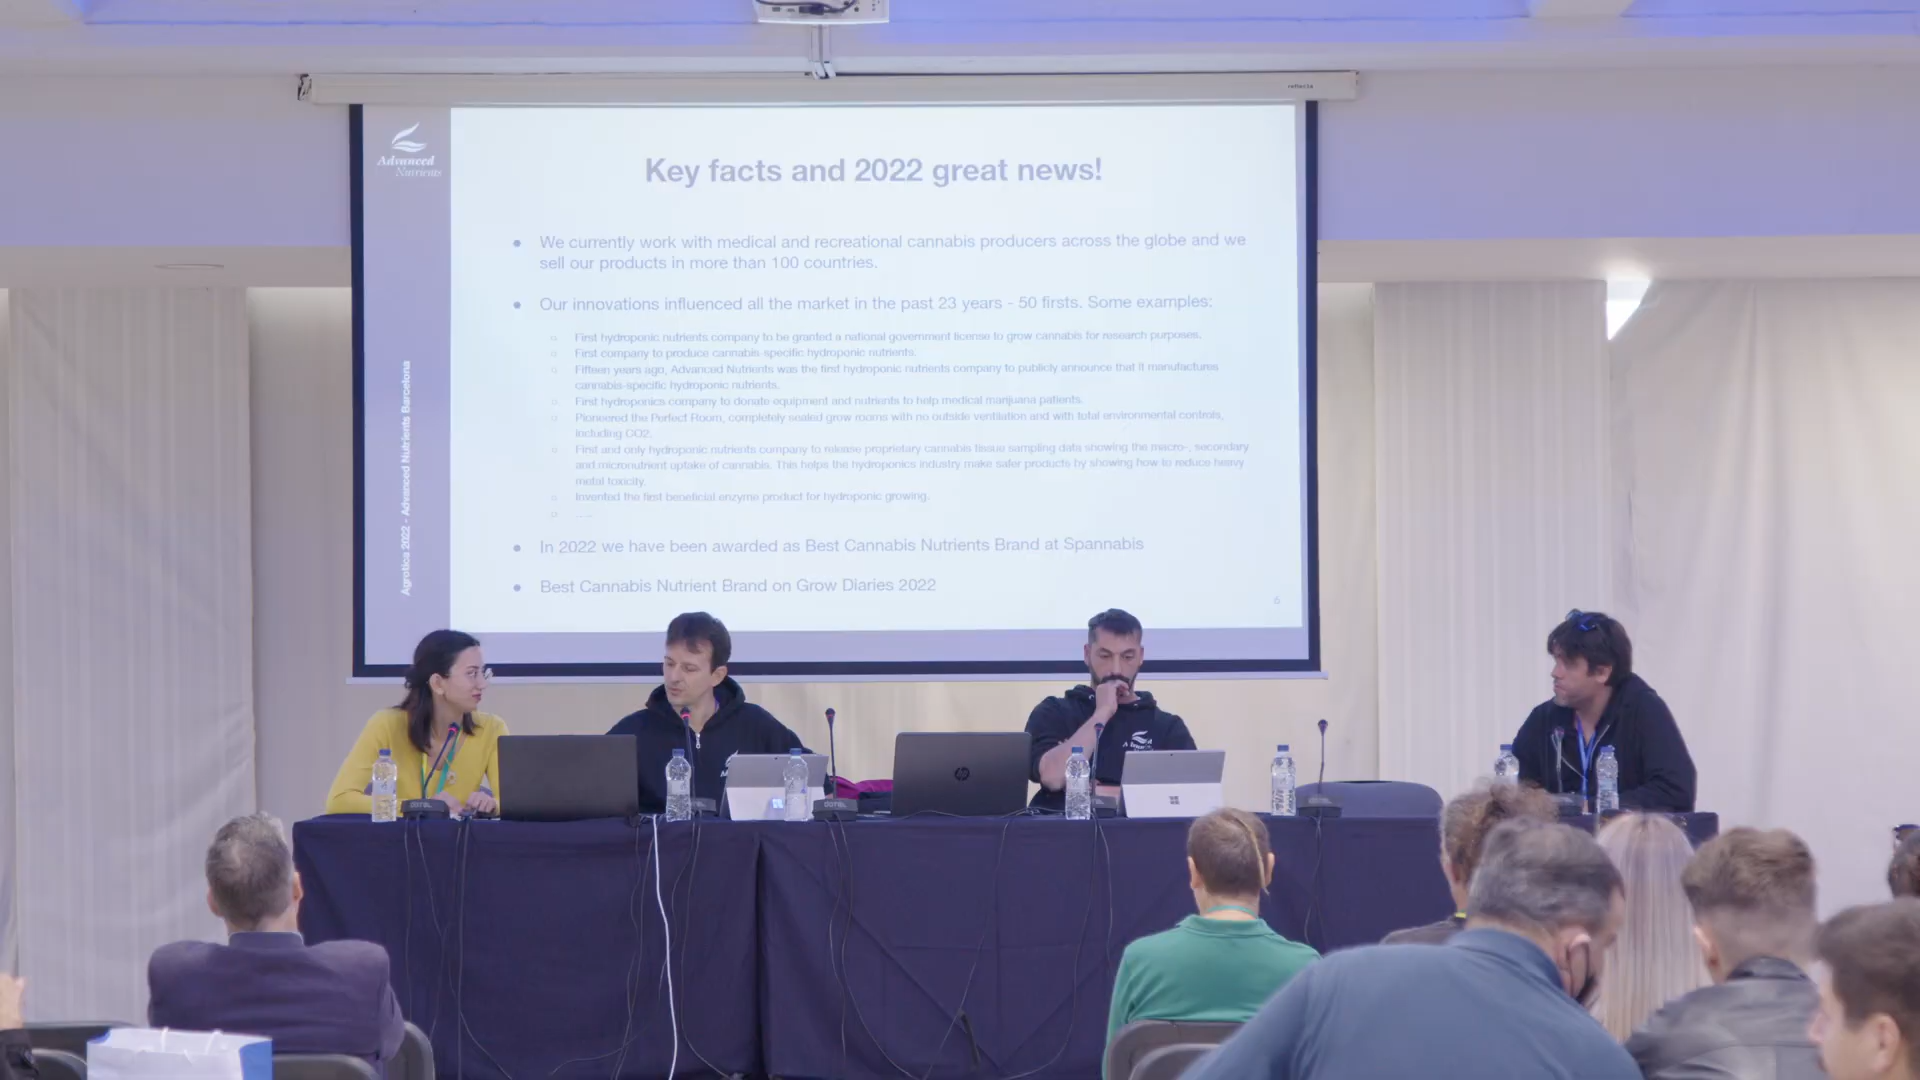 reflecta
Advanced
Nutrients
Key facts and 2022 great news!
We currently work with medical and recreational cannabis producers across the globe and we
sell our products in more than 100 countries.
Our innovations influenced all the market in the past 23 years - 50 firsts. Some examples:
First hydroponic nutrients company to be granted a national government license to grow cannabis for research purposes.
First company to produce cannabis-specific hydroponic nutrients.
Fifteen years ago, Advanced Nutrients was the first hydroponic nutrients company to publicly announce that it manufactures
cannabis-specific hydroponic nutrients.
First hydroponics company to donate equipment and nutrients to help medical marijuana patients.
Pioneered the Perfect Room, completely sealed grow rooms with no outside ventilation and with total environmental controls,
including CO2.
First and only hydroponic nutrients company to release proprietary cannabis tissue sampling data showing the macro-, secondary
and micronutrient uptake of cannabis. This helps the hydroponics industry make safer products by showing how to reduce heavy
metal toxicity.
Invented the first beneficial enzyme product for hydroponic growing.
.....
In 2022 we have been awarded as Best Cannabis Nutrients Brand at Spannabis
Best Cannabis Nutrient Brand on Grow Diaries 2022
6
Agrotica 2022 - Advanced Nutrients Barcelona
hp